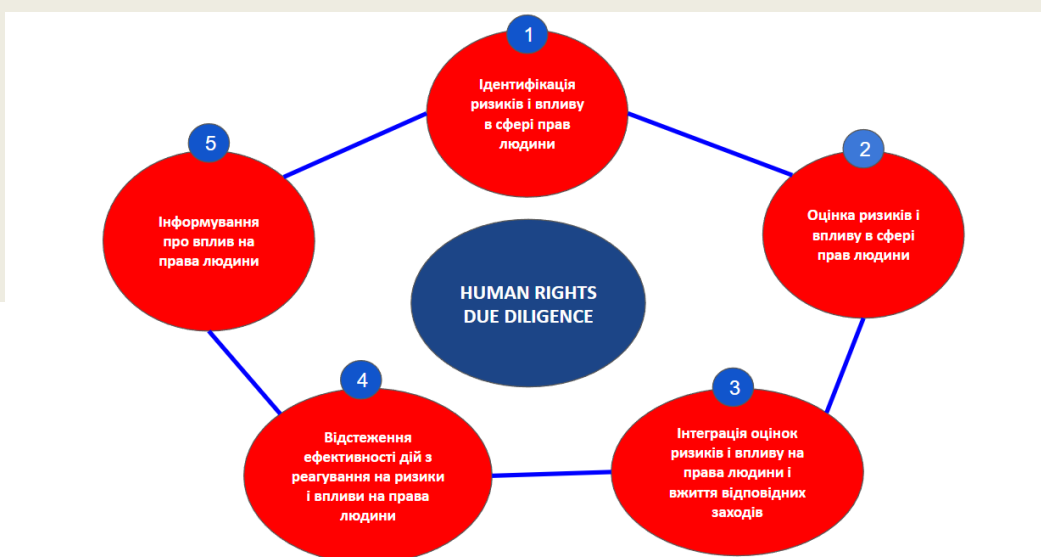 1
Ідентифікація
ризиків і впливу
в сфері прав
людини
2
Оцінка ризиків і
впливу в сфері
прав людини
3
Інтеграція оцінок
ризиків і впливу на
права людини і
вжиття відповідних
заходів
4
Відстеження
ефективності дій з
реагування на ризики
і впливи на права
людини
5
Інформування
про вплив на
права людини
HUMAN RIGHTS
DUE DILIGENCE